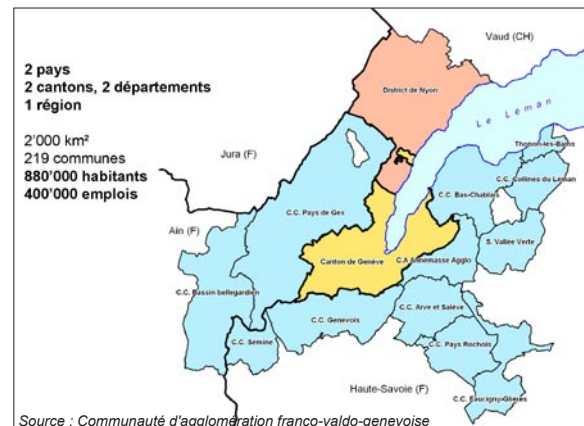 2 pays
2 cantons, 2 départements
1 région
2'000 km²
219 communes
880'000 habitants
400'000 emplois
Vaud (CH)
District de Nyon
Le Léman
Jura (F)
Thonon-les-Bains
C.C. Collines du Léman
C.C. Bas-Chablais
C.C. Pays de Gex
Ain (F)
S. Vallée Verte
Canton de Genève
C.A Annemasse Agglo
C.C. Bassin bellegardien
C.C. Arve et Salève
C.C. Genevois
C.C. Semine
C.C. Pays Rochois
Haute-Savoie (F)
C.C. Faucigny-Glières
Source : Communauté d'agglomération franco-valdo-genevoise